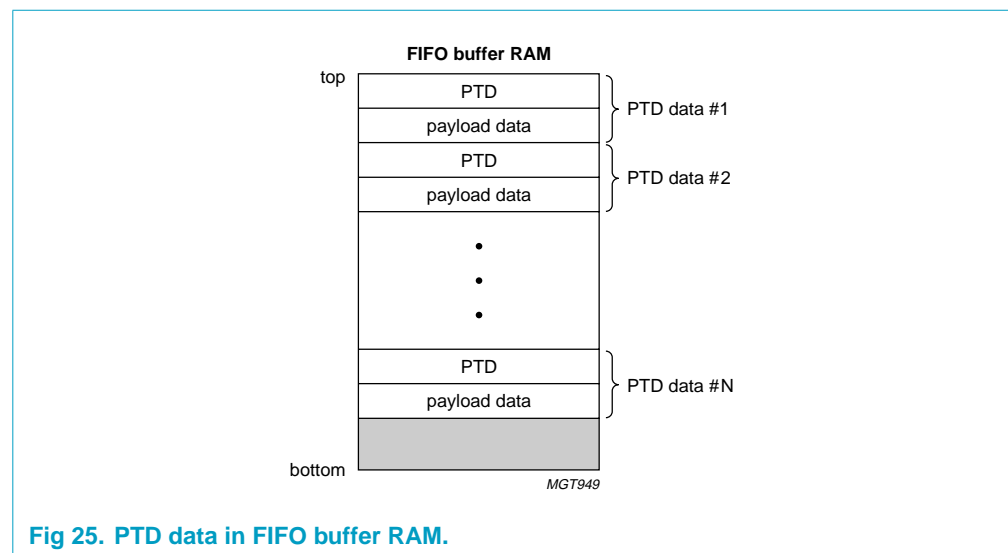 FIFO buffer RAM
top
PTD
payload data
PTD data #1
PTD
payload data
PTD data #2
PTD
payload data
PTD data #N
bottom
MGT949
Fig 25. PTD data in FIFO buffer RAM.